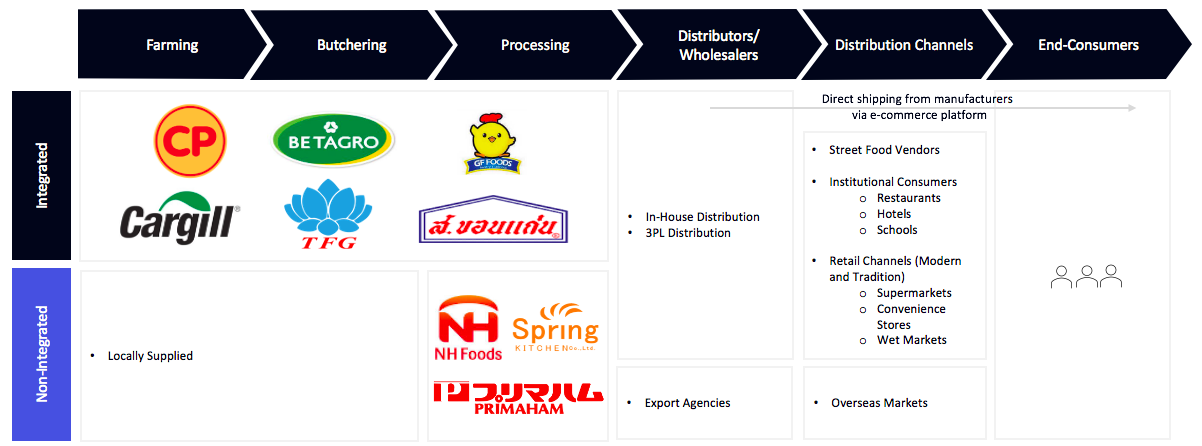 Farming
Butchering
Processing
Distributors/
Wholesalers
Distribution Channels
End-Consumers
Integrated
CP
BETAGRO
GF FOODS
Cargill®
TFG
ส.ขอนแก่น®
Direct shipping from manufacturers
via e-commerce platform
• In-House Distribution
• 3PL Distribution
• Street Food Vendors
• Institutional Consumers
o Restaurants
o Hotels
o Schools
• Retail Channels (Modern
and Tradition)
o Supermarkets
o Convenience
Stores
o Wet Markets
Non-Integrated
• Locally Supplied
NH
NH Foods
Spring
KITCHEN Co., Ltd.
プリマハム
PRIMAHAM
• Export Agencies
• Overseas Markets